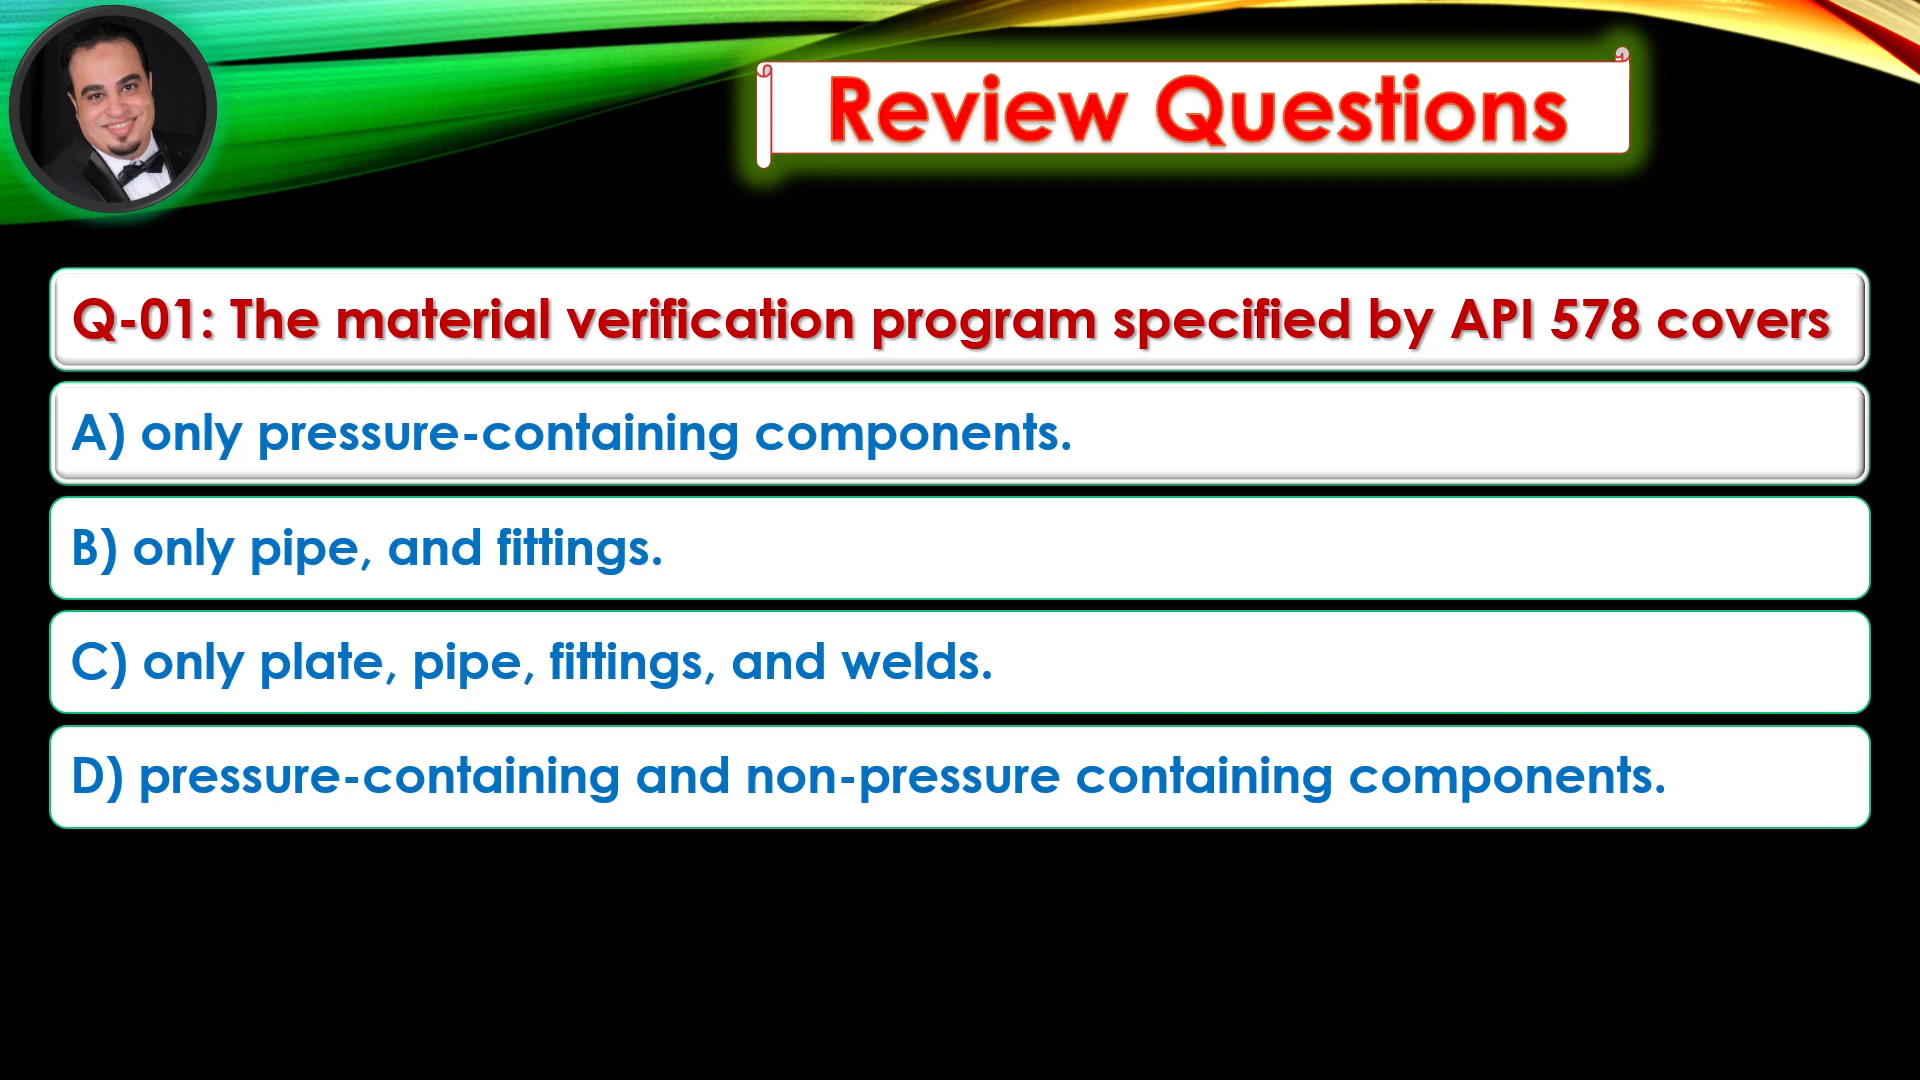 Review Questions
Q-01: The material verification program specified by API 578 covers
A) only pressure-containing components.
B) only pipe, and fittings.
C) only plate, pipe, fittings, and welds.
D) pressure-containing and non-pressure containing components.